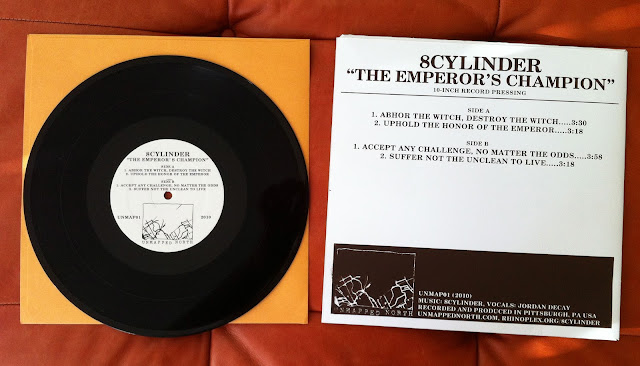 8CYLINDER
"THE EMPEROR'S CHAMPION"
SIDE A
1. ABHOR THE WITCH, DESTROY THE WITCH
2. UPHOLD THE HONOR OF THE EMPEROR
SIDE B
1. ACCEPT ANY CHALLENGE, NO MATTER THE ODDS
2. SUFFER NOT THE UNCLEAN TO LIVE
UNMAP01
2010
UNMAPPED NORTH
8CYLINDER
"THE EMPEROR'S CHAMPION"
10-INCH RECORD PRESSING
SIDE A
1. ABHOR THE WITCH, DESTROY THE WITCH.....3:30
2. UPHOLD THE HONOR OF THE EMPEROR.....3:18
SIDE B
1. ACCEPT ANY CHALLENGE, NO MATTER THE ODDS.....3:58
2. SUFFER NOT THE UNCLEAN TO LIVE.....3:18
UNMAPPED NORTH
UNMAP01 (2010)
MUSIC: 8CYLINDER, VOCALS: JORDAN DECAY
RECORDED AND PRODUCED IN PITTSBURGH, PA USA
UNMAPPEDNORTH.COM, RHINOPLEX.ORG/8CYLINDER